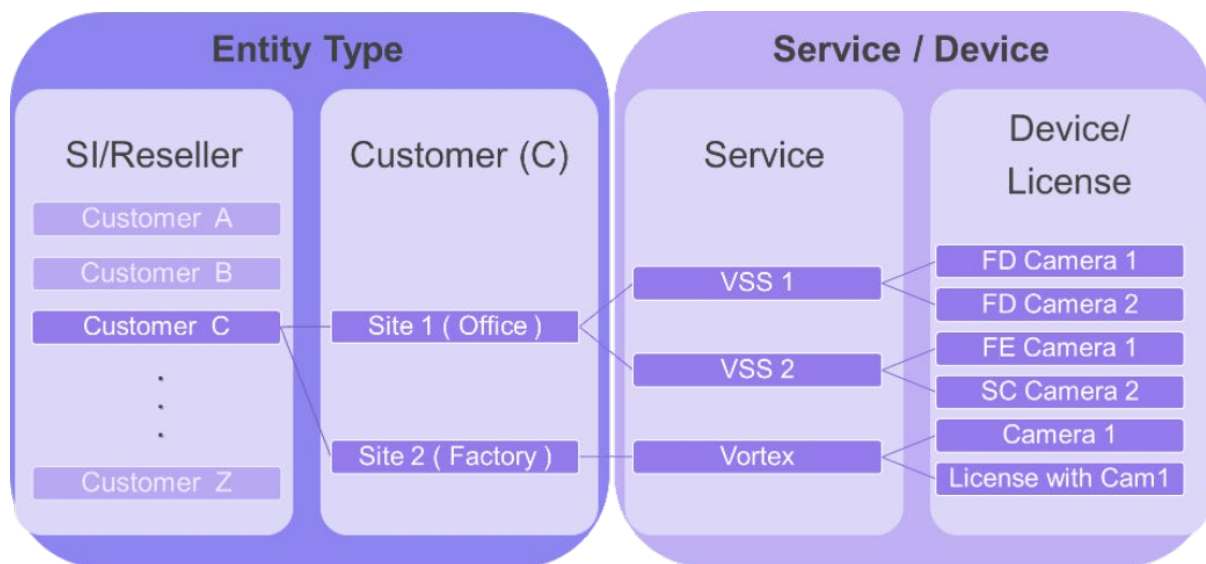 Entity Type
Service / Device
SI/Reseller
Customer A
Customer B
Customer C
.
.
.
Customer Z
Customer (C)
Site 1 ( Office )
Site 2 ( Factory )
Service
VSS 1
VSS 2
Vortex
Device/
License
FD Camera 1
FD Camera 2
FE Camera 1
SC Camera 2
Camera 1
License with Cam1